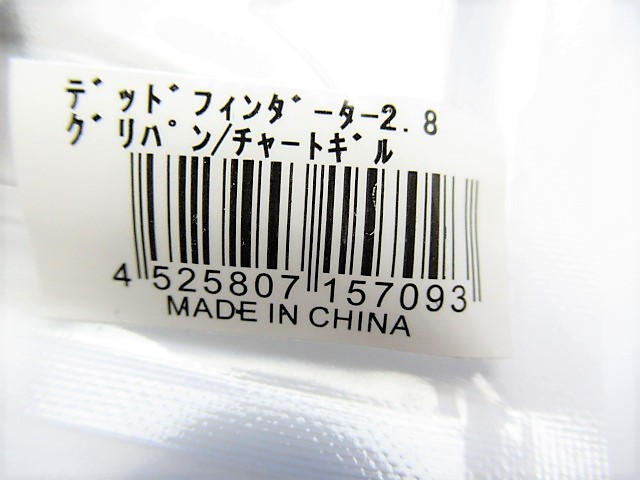 デッドフィンダーター2.8
グリパン/チャートギル
4 525807 157093
MADE IN CHINA